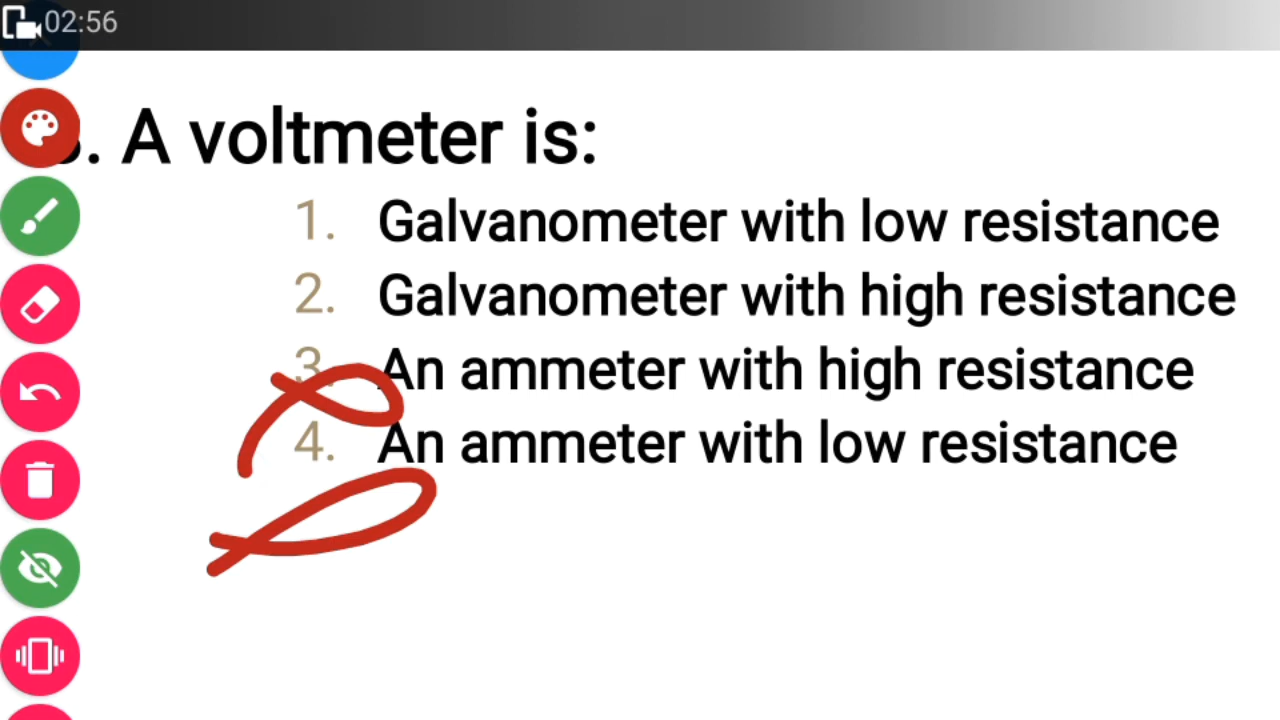 02:56
. A voltmeter is:
1. Galvanometer with low resistance
2. Galvanometer with high resistance
3. An ammeter with high resistance
4. An ammeter with low resistance